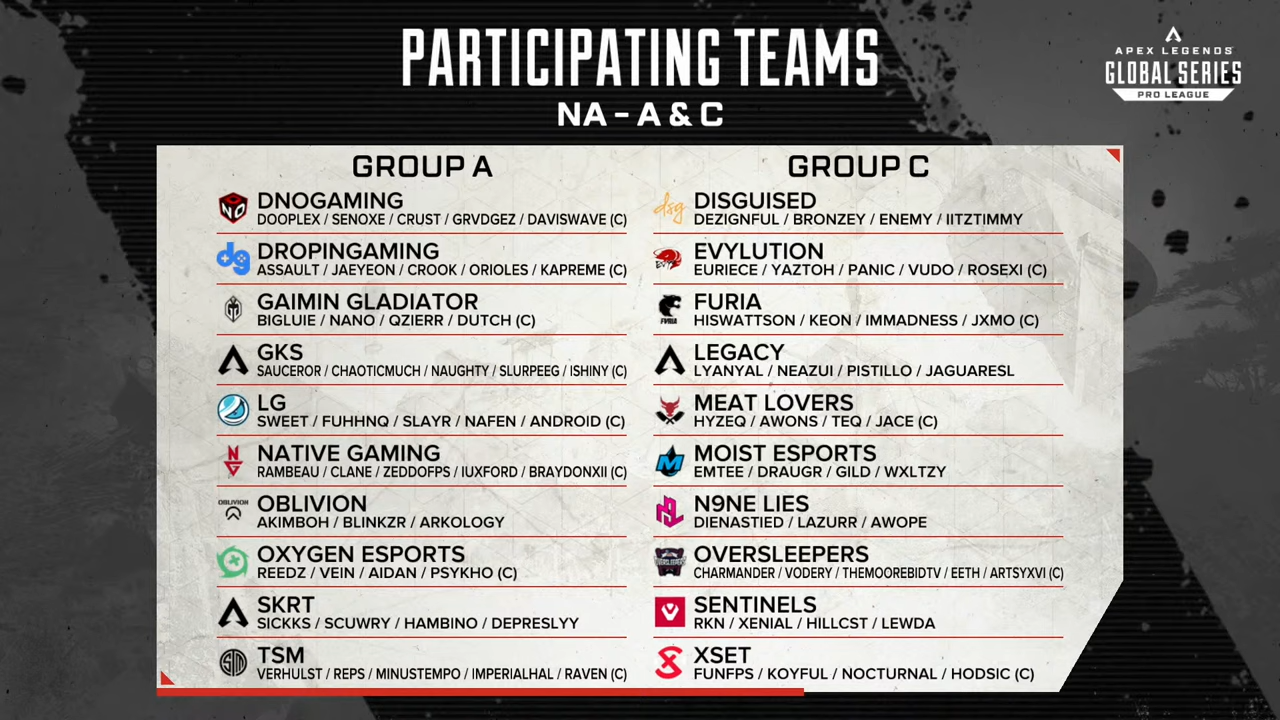 PARTICIPATING TEAMS
NA - A & C
APEX LEGENDS
GLOBAL SERIES
PRO LEAGUE
GROUP A
DNOGAMING
DOOPLEX / SENOXE / CRUST / GRVDGEZ / DAVISWAVE (C)
DROPINGAMING
ASSAULT / JAEYEON / CROOK / ORIOLES / KAPREME (C)
GAIMIN GLADIATOR
BIGLUIE / NANO / QZIERR / DUTCH (C)
GKS
SAUCEROR / CHAOTICMUCH / NAUGHTY / SLURPEEG / ISHINY (C)
LG
SWEET / FUHHNQ / SLAYR / NAFEN / ANDROID (C)
NATIVE GAMING
RAMBEAU / CLANE / ZEDDOFPS / IUXFORD / BRAYDONXII (C)
OBLIVION
OBLIVION
AKIMBOH / BLINKZR / ARKOLOGY
OXYGEN ESPORTS
REEDZ / VEIN / AIDAN / PSYKHO (C)
SKRT
SICKKS / SCUWRY / HAMBINO / DEPRESLYY
TSM
TSM
VERHULST / REPS / MINUSTEMPO / IMPERIALHAL / RAVEN (C)
GROUP C
dsg
DISGUISED
DEZIGNFUL / BRONZEY / ENEMY / IITZTIMMY
EVYLUTION
EURIECE / YAZTOH / PANIC / VUDO / ROSEXI (C)
FURIA
FURIA
HISWATTSON / KEON / IMMADNESS / JXMO (C)
LEGACY
LYANYAL / NEAZUI / PISTILLO / JAGUARESL
MEAT LOVERS
HYZEQ / AWONS / TEQ / JACE (C)
MOIST ESPORTS
EMTEE / DRAUGR / GILD / WXLTZY
N9NE LIES
DIENASTIED / LAZURR / AWOPE
OVERSLEEPERS
OVERSLEEPERS
CHARMANDER / VODERY / THEMOOREBIDTV / EETH / ARTSYXVI (C)
SENTINELS
RKN / XENIAL / HILLCST / LEWDA
XSET
FUNFPS / KOYFUL / NOCTURNAL / HODSIC (C)